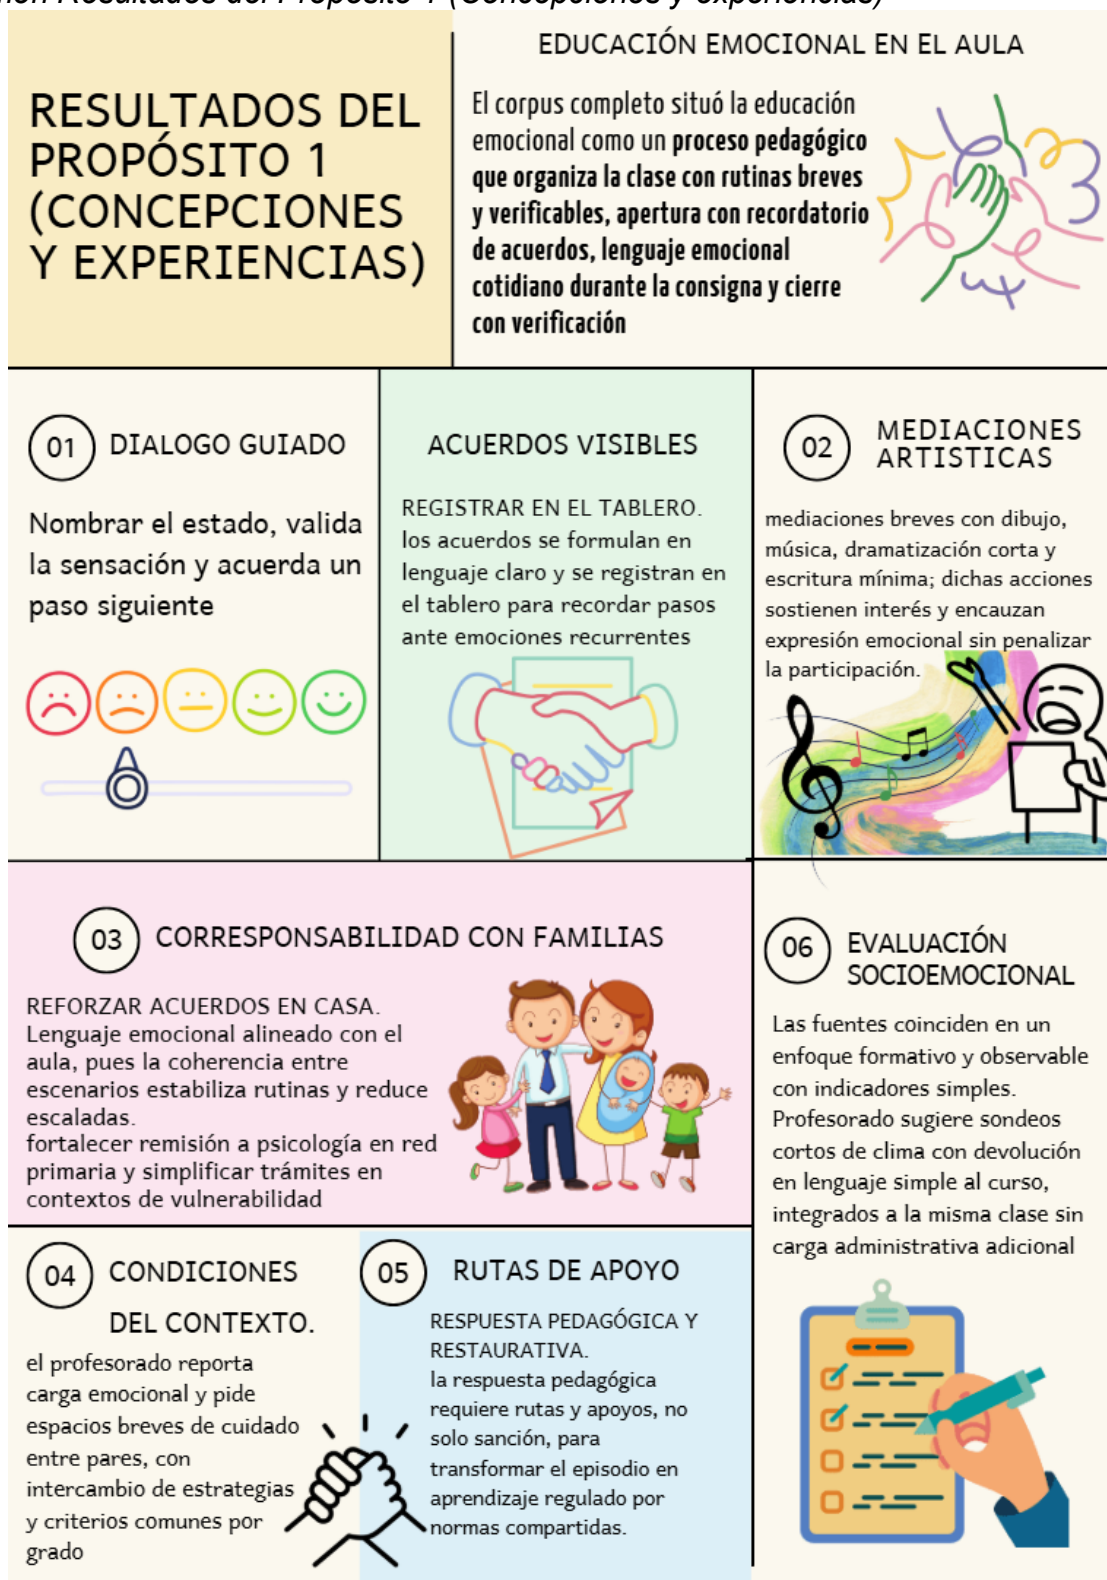 Resultados del Propósito 1 (Concepciones y experiencias)
RESULTADOS DEL
PROPÓSITO 1
(CONCEPCIONES
Y EXPERIENCIAS)
EDUCACIÓN EMOCIONAL EN EL AULA
El corpus completo situó la educación
emocional como un proceso pedagógico
que organiza la clase con rutinas breves
y verificables, apertura con recordatorio
de acuerdos, lenguaje emocional
cotidiano durante la consigna y cierre
con verificación
01 DIALOGO GUIADO
Nombrar el estado, valida
la sensación y acuerda un
paso siguiente
ACUERDOS VISIBLES
REGISTRAR EN EL TABLERO.
los acuerdos se formulan en
lenguaje claro y se registran en
el tablero para recordar pasos
ante emociones recurrentes
02 MEDIACIONES
ARTISTICAS
mediaciones breves con dibujo,
música, dramatización corta y
escritura mínima; dichas acciones
sostienen interés y encauzan
expresión emocional sin penalizar
la participación.
03 CORRESPONSABILIDAD CON FAMILIAS
REFORZAR ACUERDOS EN CASA.
Lenguaje emocional alineado con el
aula, pues la coherencia entre
escenarios estabiliza rutinas y reduce
escaladas.
fortalecer remisión a psicología en red
primaria y simplificar trámites en
contextos de vulnerabilidad
04 CONDICIONES
DEL CONTEXTO.
el profesorado reporta
carga emocional y pide
espacios breves de cuidado
entre pares, con
intercambio de estrategias
y criterios comunes por
grado
05 RUTAS DE APOYO
RESPUESTA PEDAGÓGICA Y
RESTAURATIVA.
la respuesta pedagógica
requiere rutas y apoyos, no
solo sanción, para
transformar el episodio en
aprendizaje regulado por
normas compartidas.
06 EVALUACIÓN
SOCIOEMOCIONAL
Las fuentes coinciden en un
enfoque formativo y observable
con indicadores simples.
Profesorado sugiere sondeos
cortos de clima con devolución
en lenguaje simple al curso,
integrados a la misma clase sin
carga administrativa adicional